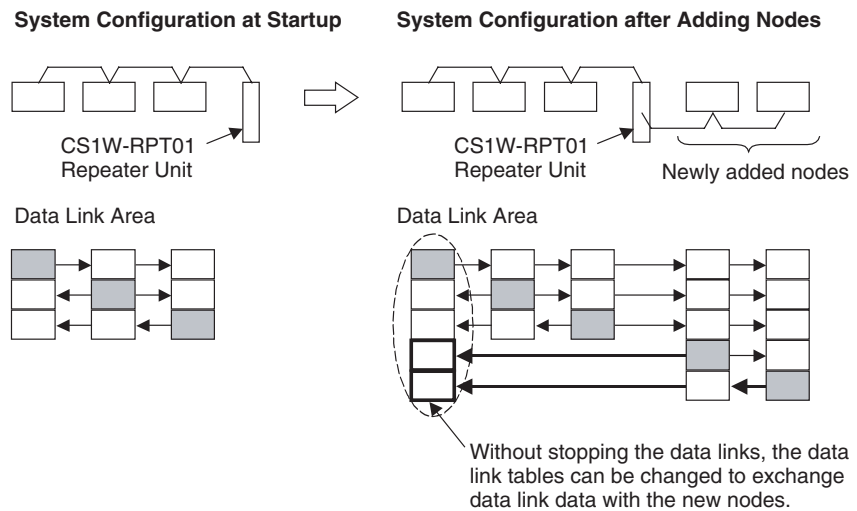 System Configuration at Startup
System Configuration after Adding Nodes
CS1W-RPT01
Repeater Unit
CS1W-RPT01
Repeater Unit
Newly added nodes
Data Link Area
Data Link Area
Without stopping the data links, the data
link tables can be changed to exchange
data link data with the new nodes.